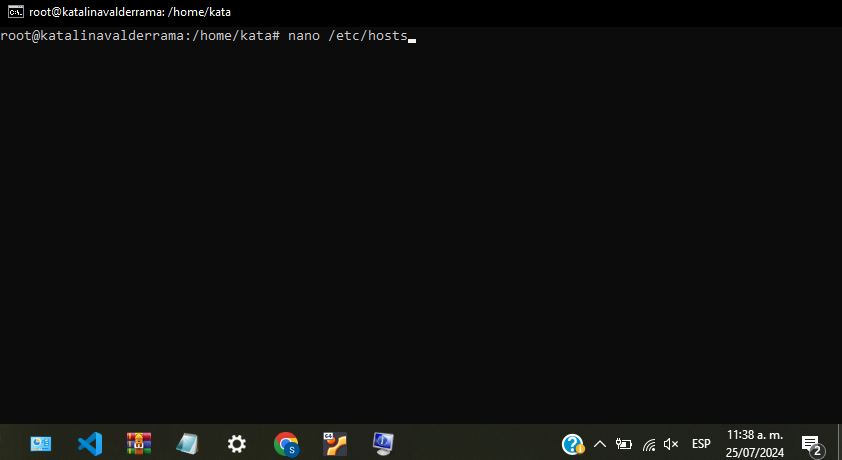 root@katalinavalderrama: /home/kata
root@katalinavalderrama:/home/kata# nano /etc/hosts
ESP
11:38 a. m.
25/07/2024
2